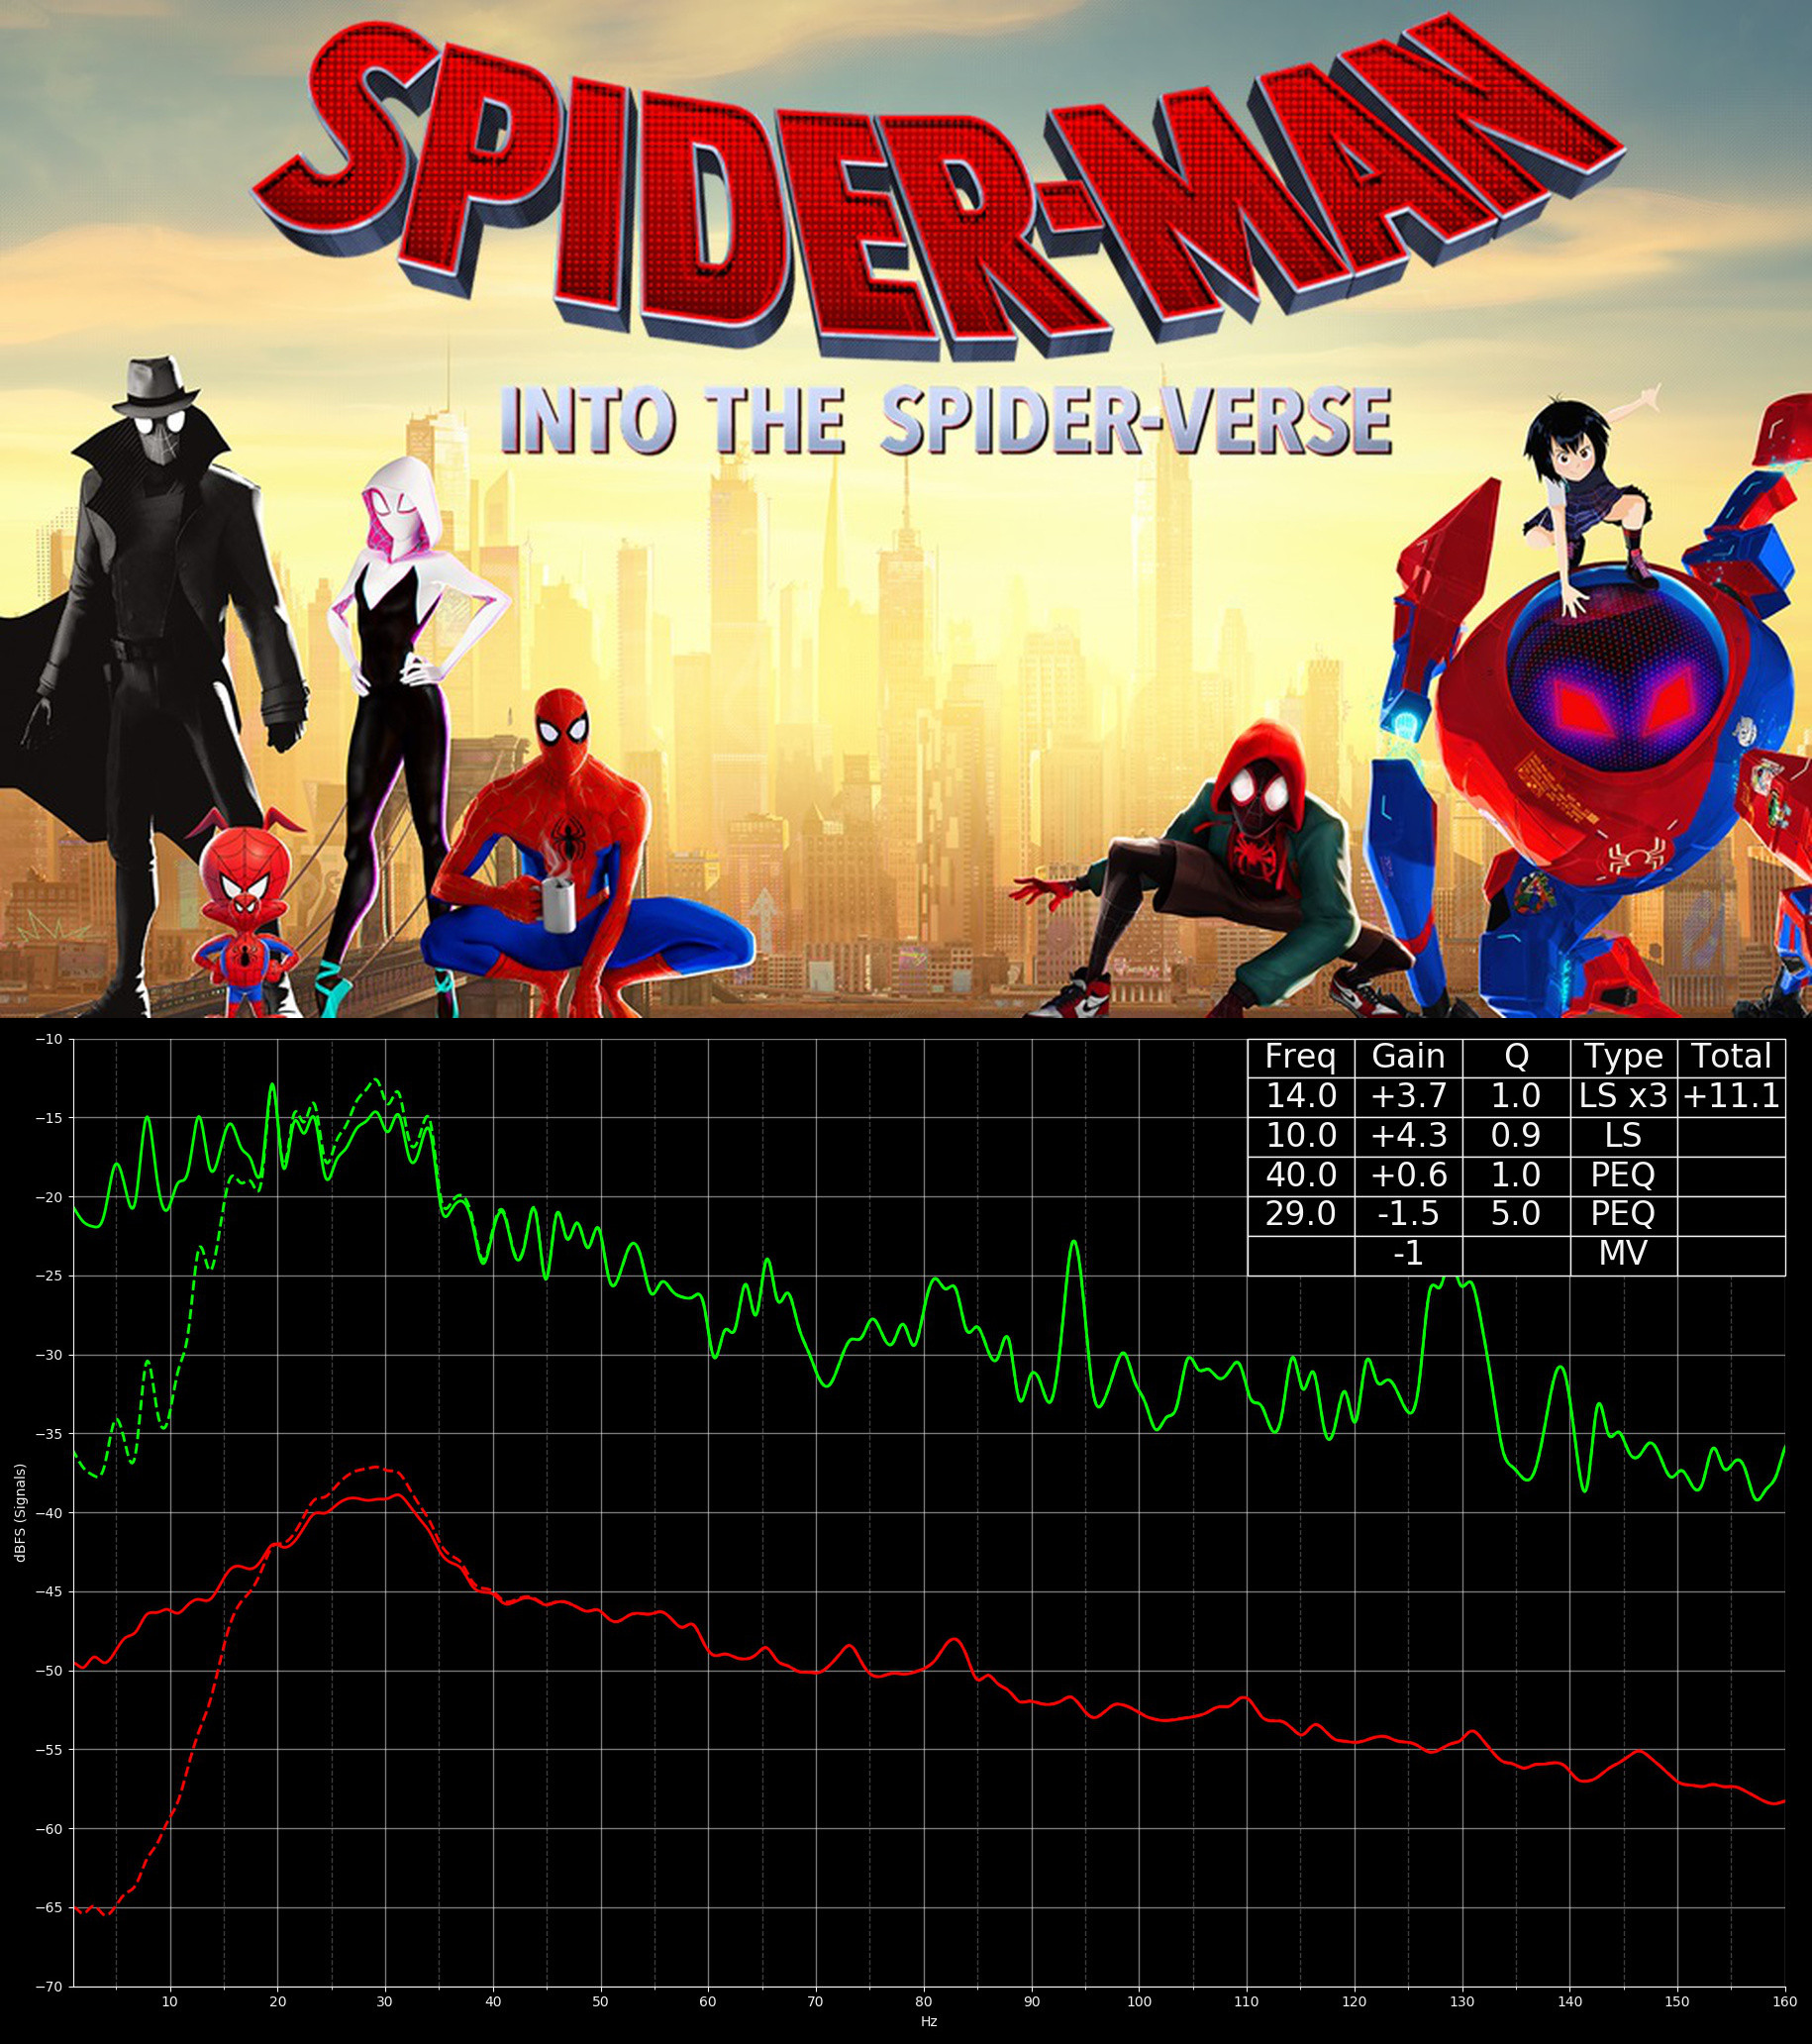 SPIDER-MAN
INTO THE SPIDER-VERSE
Freq Gain Q Type Total
14.0 +3.7 1.0 LS x3 +11.1
10.0 +4.3 0.9 LS
40.0 +0.6 1.0 PEQ
29.0 -1.5 5.0 PEQ
-1 MV
−10
−15
−20
−25
−30
−35
−40
−45
−50
−55
−60
−65
−70
dBFS (Signals)
10 20 30 40 50 60 70 80 90 100 110 120 130 140 150 160
Hz